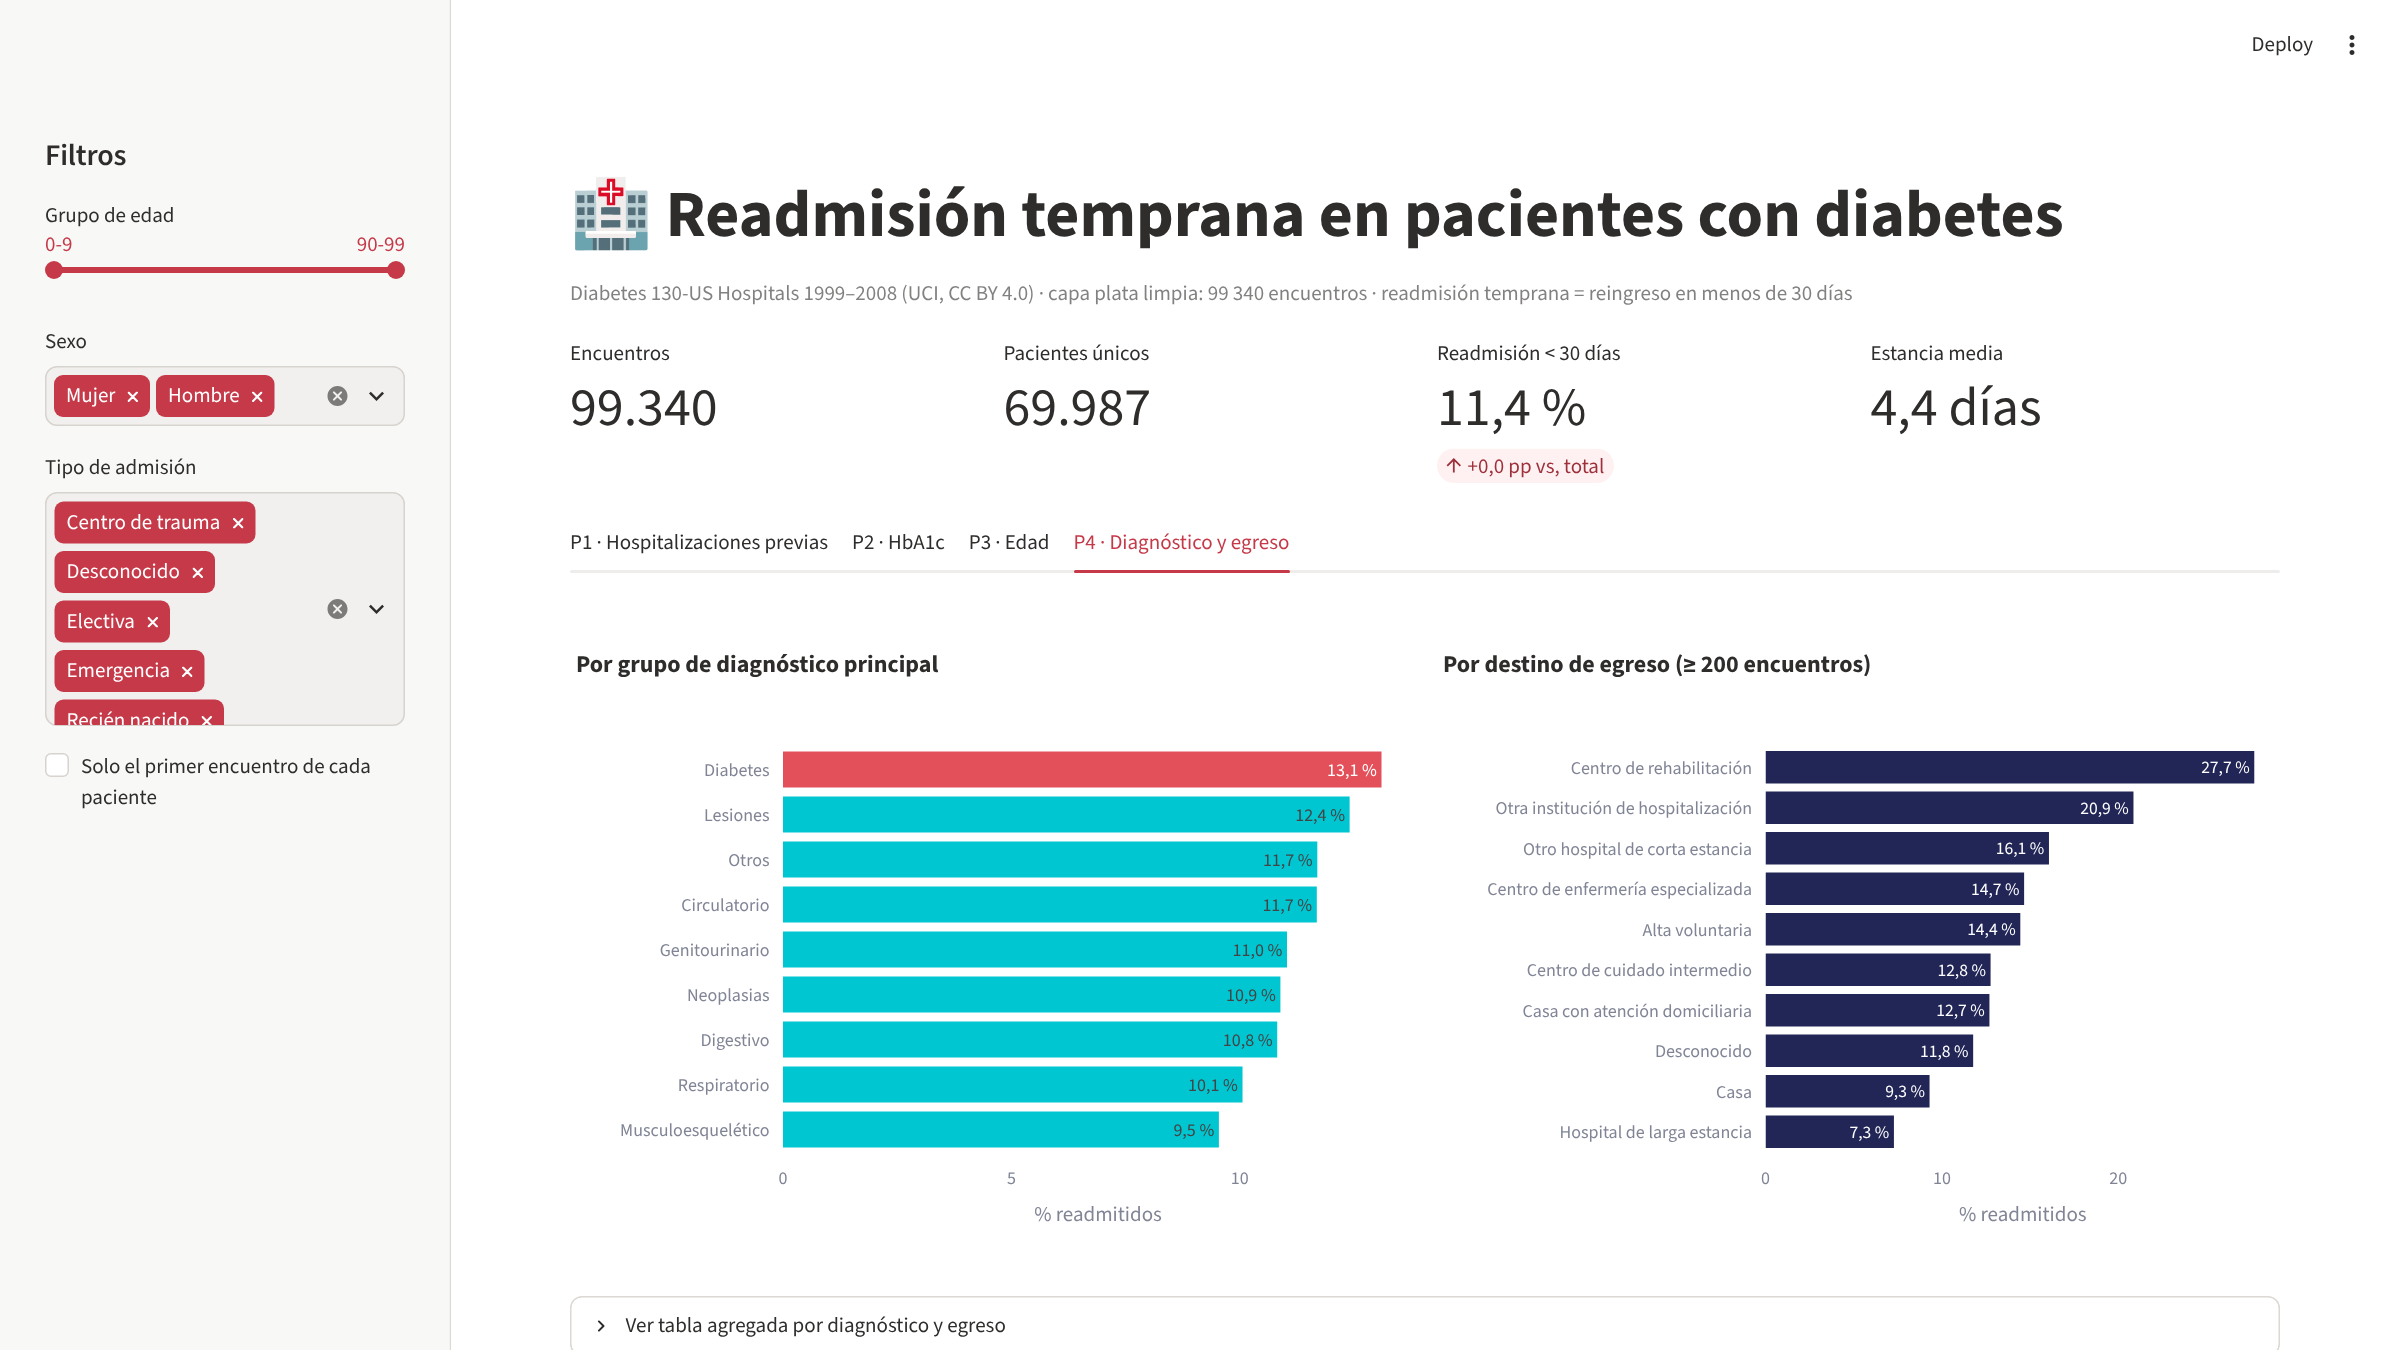 Deploy
Filtros
Grupo de edad
0-9 90-99
Sexo
Mujer × Hombre ×
Tipo de admisión
Centro de trauma ×
Desconocido ×
Electiva ×
Emergencia ×
Recién nacido ×
Solo el primer encuentro de cada
paciente
Readmisión temprana en pacientes con diabetes
Diabetes 130-US Hospitals 1999–2008 (UCI, CC BY 4.0) · capa plata limpia: 99 340 encuentros · readmisión temprana = reingreso en menos de 30 días
Encuentros
99.340
Pacientes únicos
69.987
Readmisión < 30 días
11,4 %
↑ +0,0 pp vs, total
Estancia media
4,4 días
P1 · Hospitalizaciones previas P2 · HbA1c P3 · Edad P4 · Diagnóstico y egreso
Por grupo de diagnóstico principal
Diabetes 13,1 %
Lesiones 12,4 %
Otros 11,7 %
Circulatorio 11,7 %
Genitourinario 11,0 %
Neoplasias 10,9 %
Digestivo 10,8 %
Respiratorio 10,1 %
Musculoesquelético 9,5 %
0 5 10
% readmitidos
Por destino de egreso (≥ 200 encuentros)
Centro de rehabilitación 27,7 %
Otra institución de hospitalización 20,9 %
Otro hospital de corta estancia 16,1 %
Centro de enfermería especializada 14,7 %
Alta voluntaria 14,4 %
Centro de cuidado intermedio 12,8 %
Casa con atención domiciliaria 12,7 %
Desconocido 11,8 %
Casa 9,3 %
Hospital de larga estancia 7,3 %
0 10 20
% readmitidos
Ver tabla agregada por diagnóstico y egreso